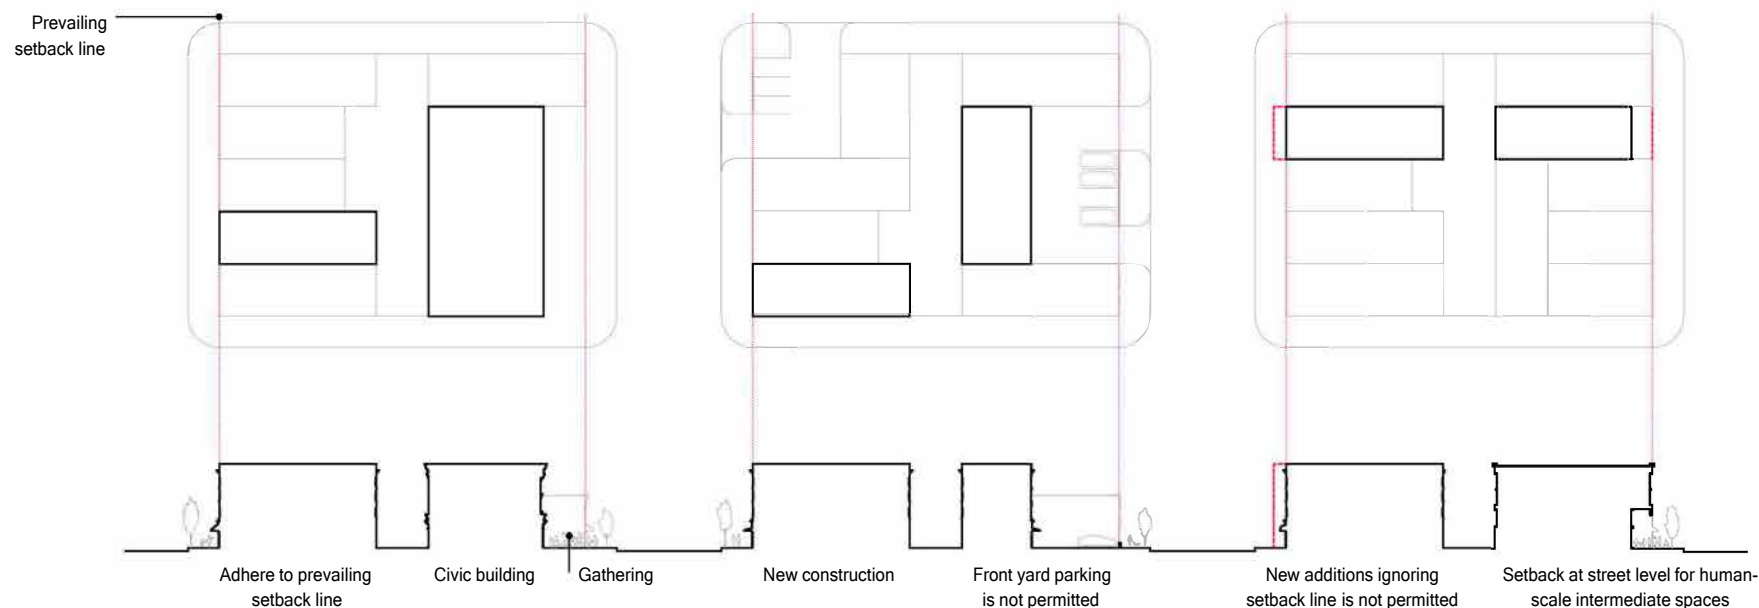 Prevailing
setback line
Adhere to prevailing
setback line
Civic building
Gathering
New construction
Front yard parking
is not permitted
New additions ignoring
setback line is not permitted
Setback at street level for human-
scale intermediate spaces